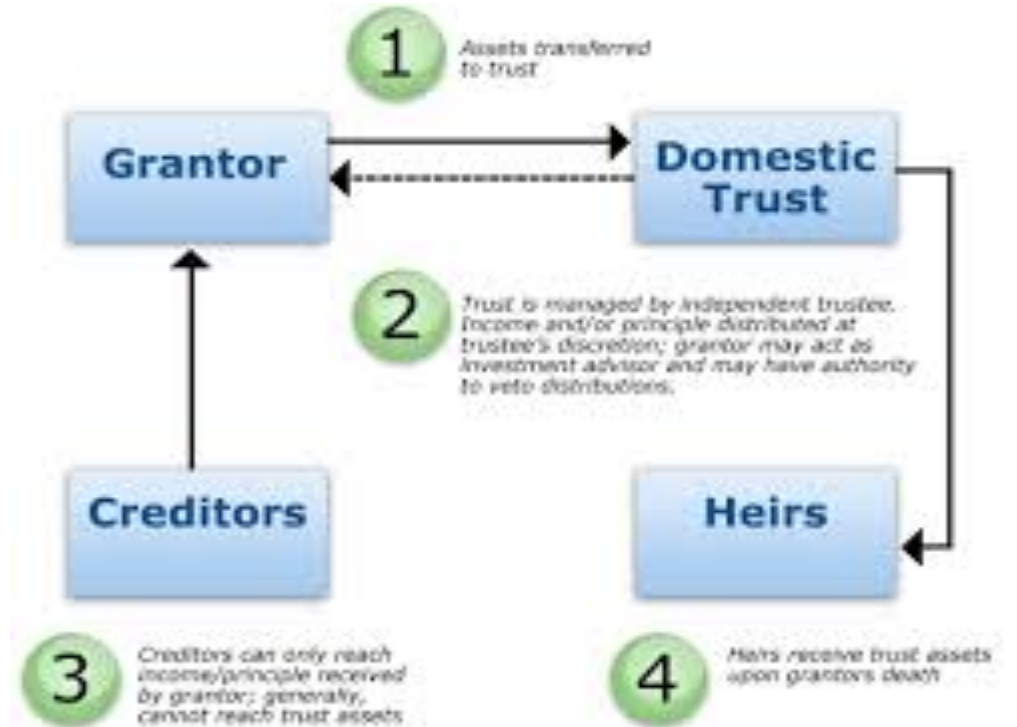 1
Assets transferred
to trust
Grantor
Domestic
Trust
2
Trust is managed by independent trustee.
Income and/or principle distributed at
trustee's discretion; grantor may act as
investment advisor and may have authority
to veto distributions.
Creditors
Heirs
3
Creditors can only reach
income/principle received
by grantor; generally,
cannot reach trust assets
4
Heirs receive trust assets
upon grantors death